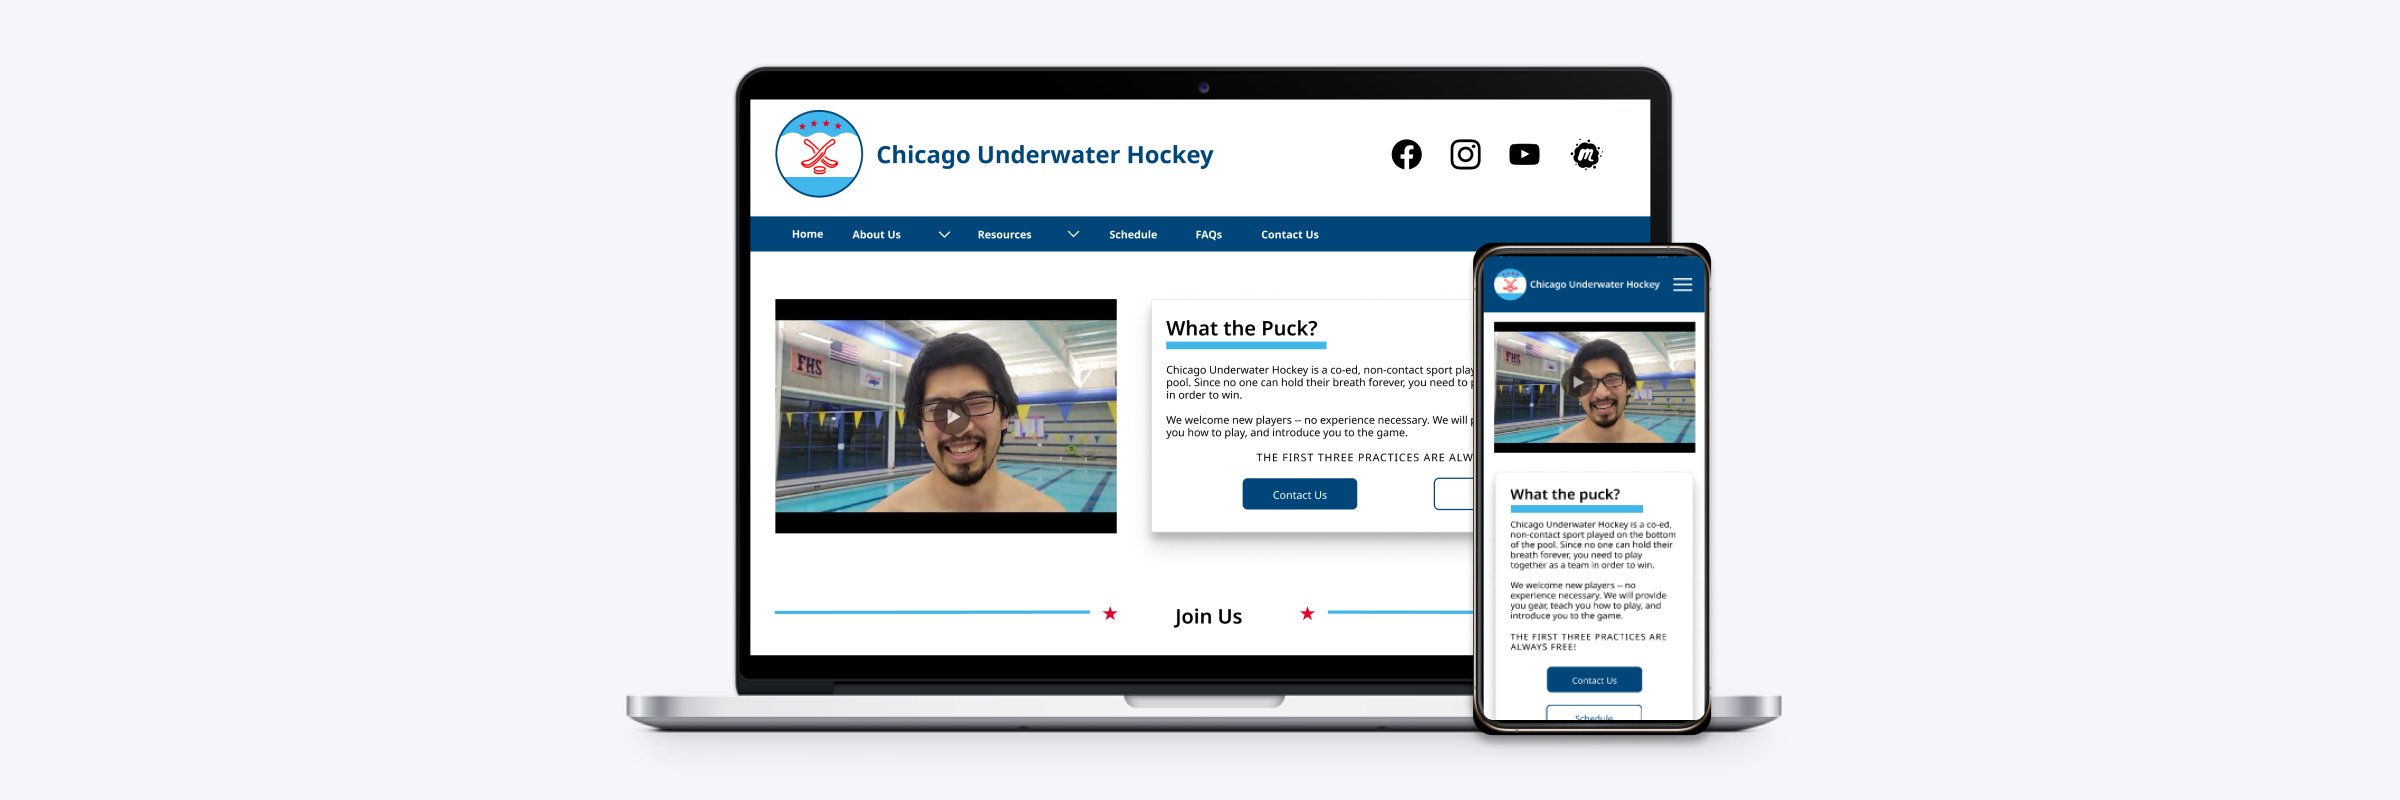 Chicago Underwater Hockey
Home About Us Resources Schedule FAQs Contact Us
FHS
What the Puck?
Chicago Underwater Hockey is a co-ed, non-contact sport play
pool. Since no one can hold their breath forever, you need to
in order to win.
We welcome new players -- no experience necessary. We will
you how to play, and introduce you to the game.
THE FIRST THREE PRACTICES ARE ALW
Contact Us
Join Us
Chicago Underwater Hockey
FHS
What the puck?
Chicago Underwater Hockey is a co-ed,
non-contact sport played on the bottom
of the pool. Since no one can hold their
breath forever, you need to play
together as a team in order to win.
We welcome new players -- no
experience necessary. We will provide
you gear, teach you how to play, and
introduce you to the game.
THE FIRST THREE PRACTICES ARE
ALWAYS FREE!
Contact Us
Schedule